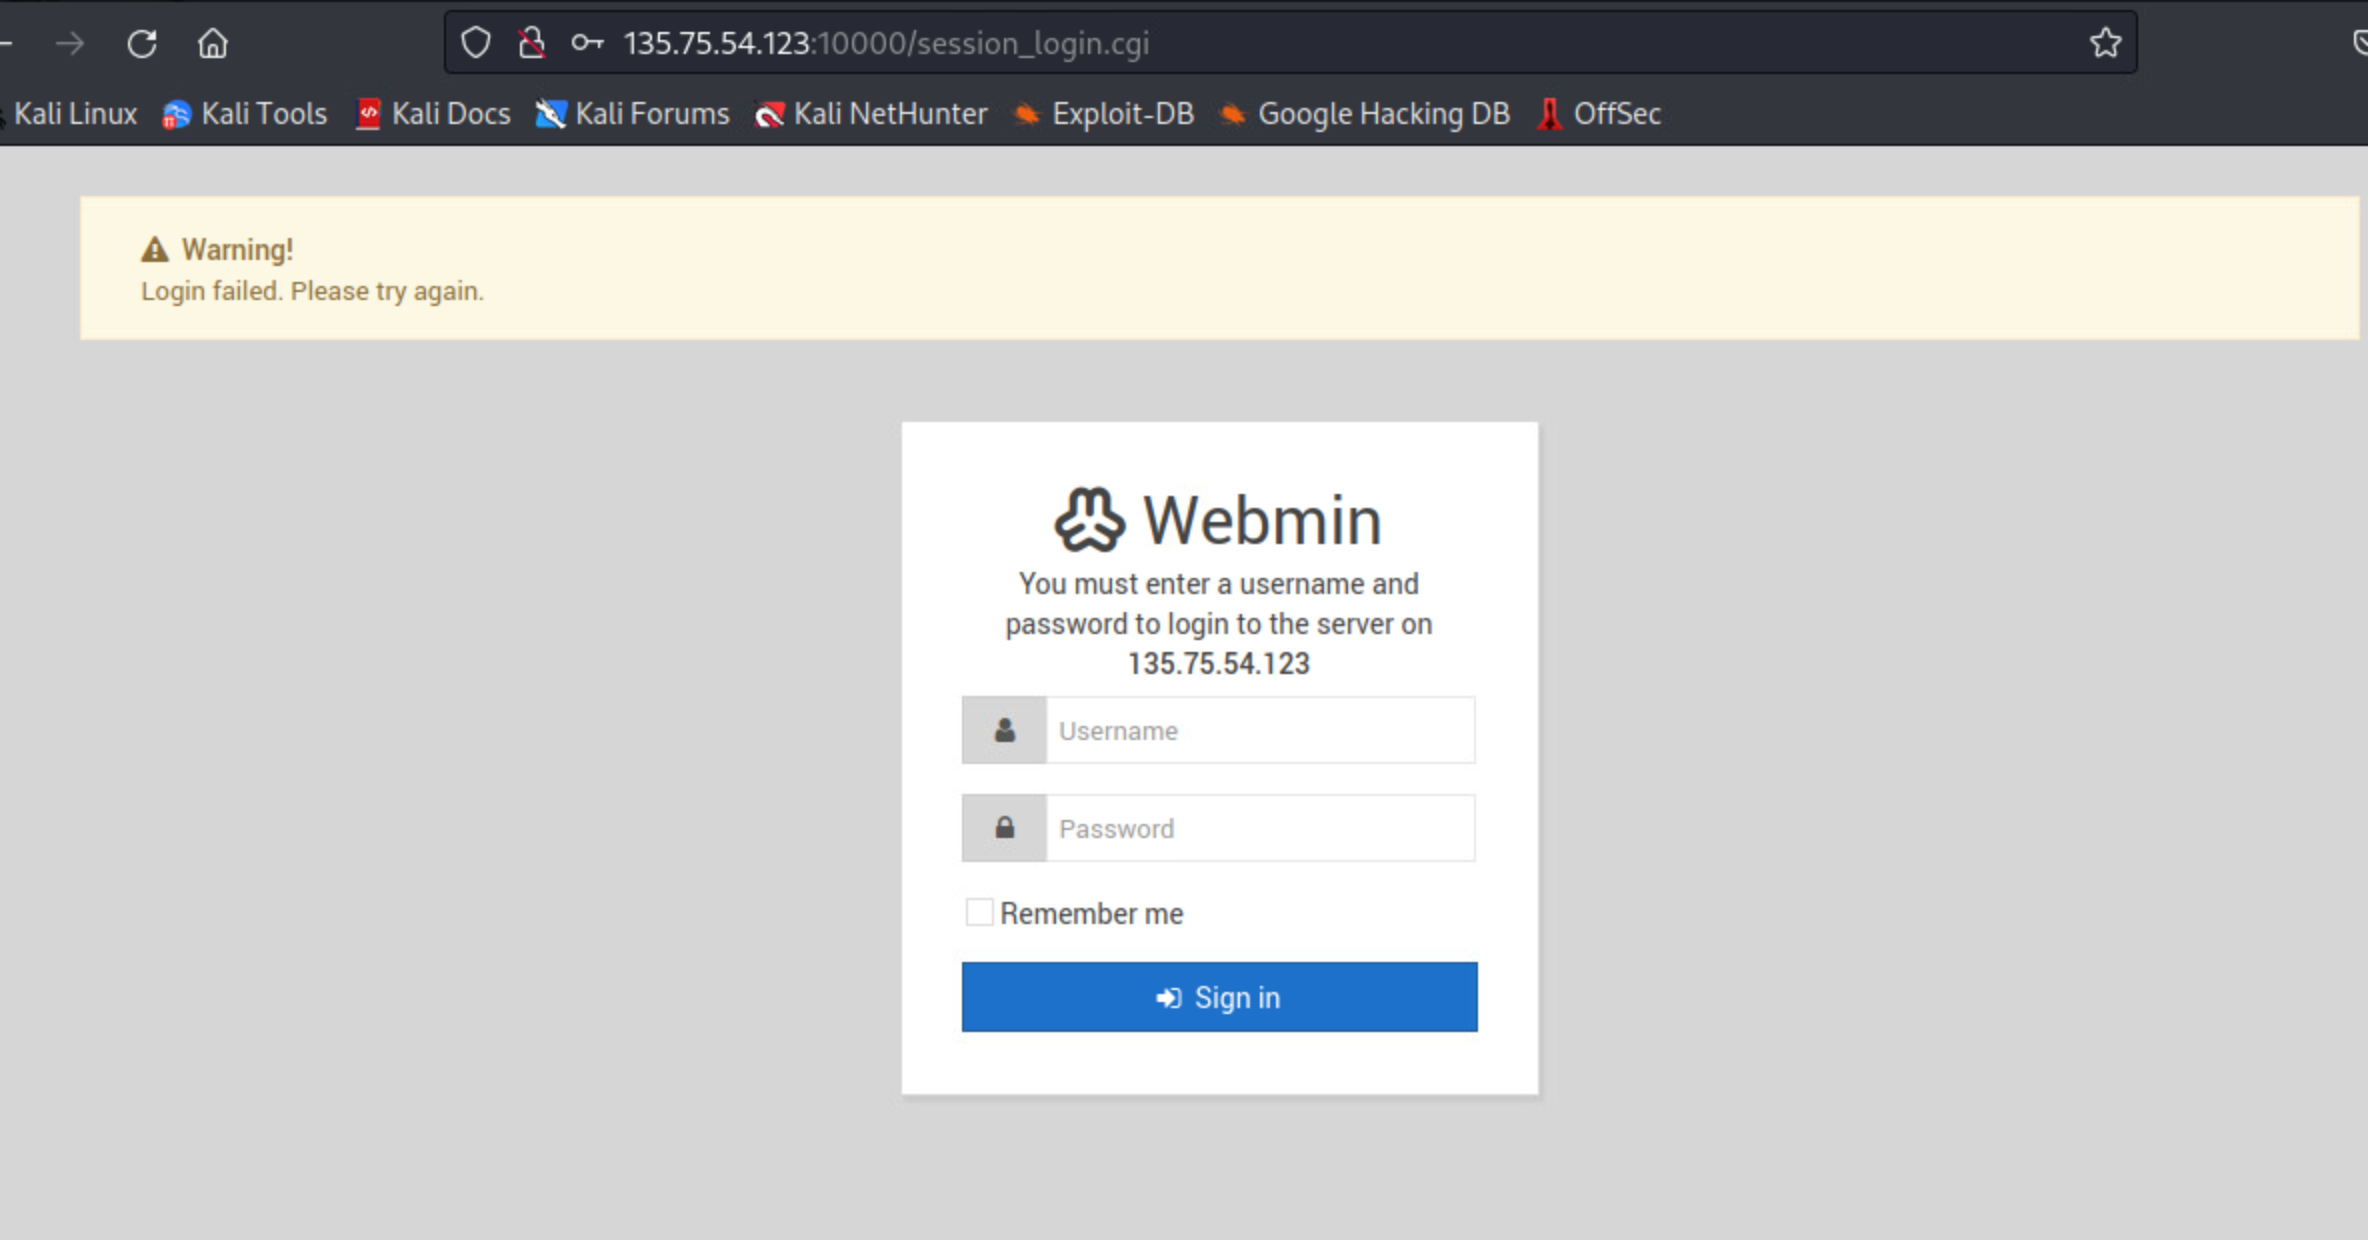 135.75.54.123:10000/session_login.cgi
Kali Linux Kali Tools Kali Docs Kali Forums Kali NetHunter Exploit-DB Google Hacking DB OffSec
Warning!
Login failed. Please try again.
Webmin
You must enter a username and
password to login to the server on
135.75.54.123
Username
Password
Remember me
Sign in